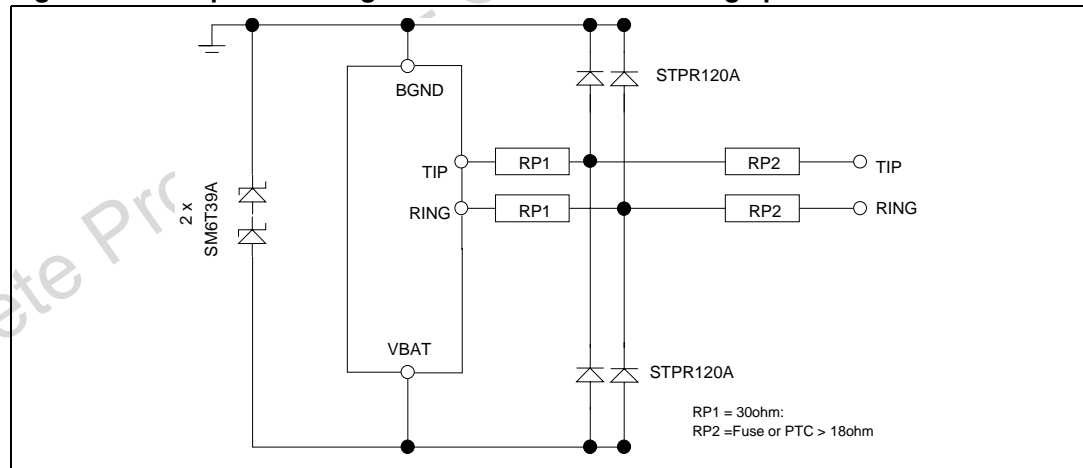 STPR120A
BGND
TIP
RP1
RP2
TIP
RING
RP1
RP2
RING
2 x
SM6T39A
VBAT
STPR120A
RP1 = 30ohm:
RP2 =Fuse or PTC > 18ohm